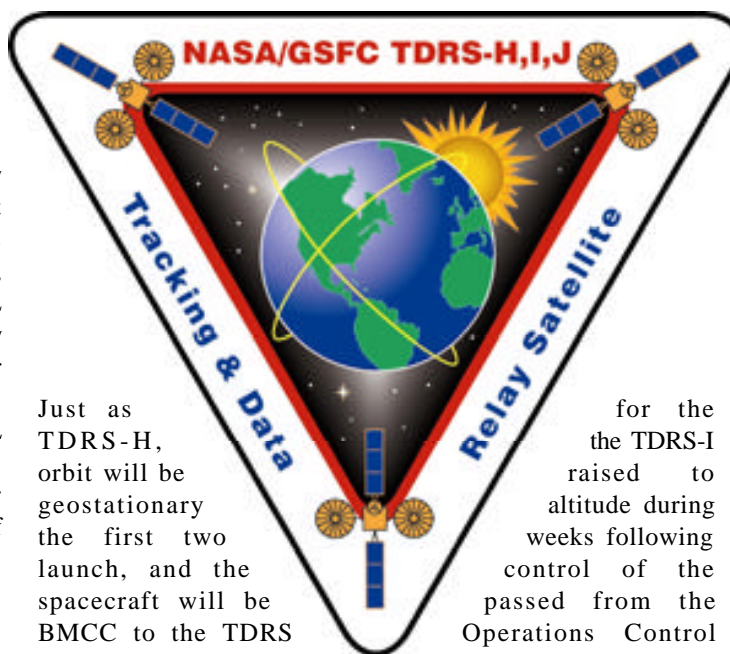 NASA/GSFC TDRS-H,I,J
Tracking & Data
Relay Satellite
Just as for the
TDRS-H, the TDRS-I
orbit will be raised to
geostationary altitude during
the first two weeks following
launch, and the control of the
spacecraft will be passed from the
BMCC to the TDRS Operations Control